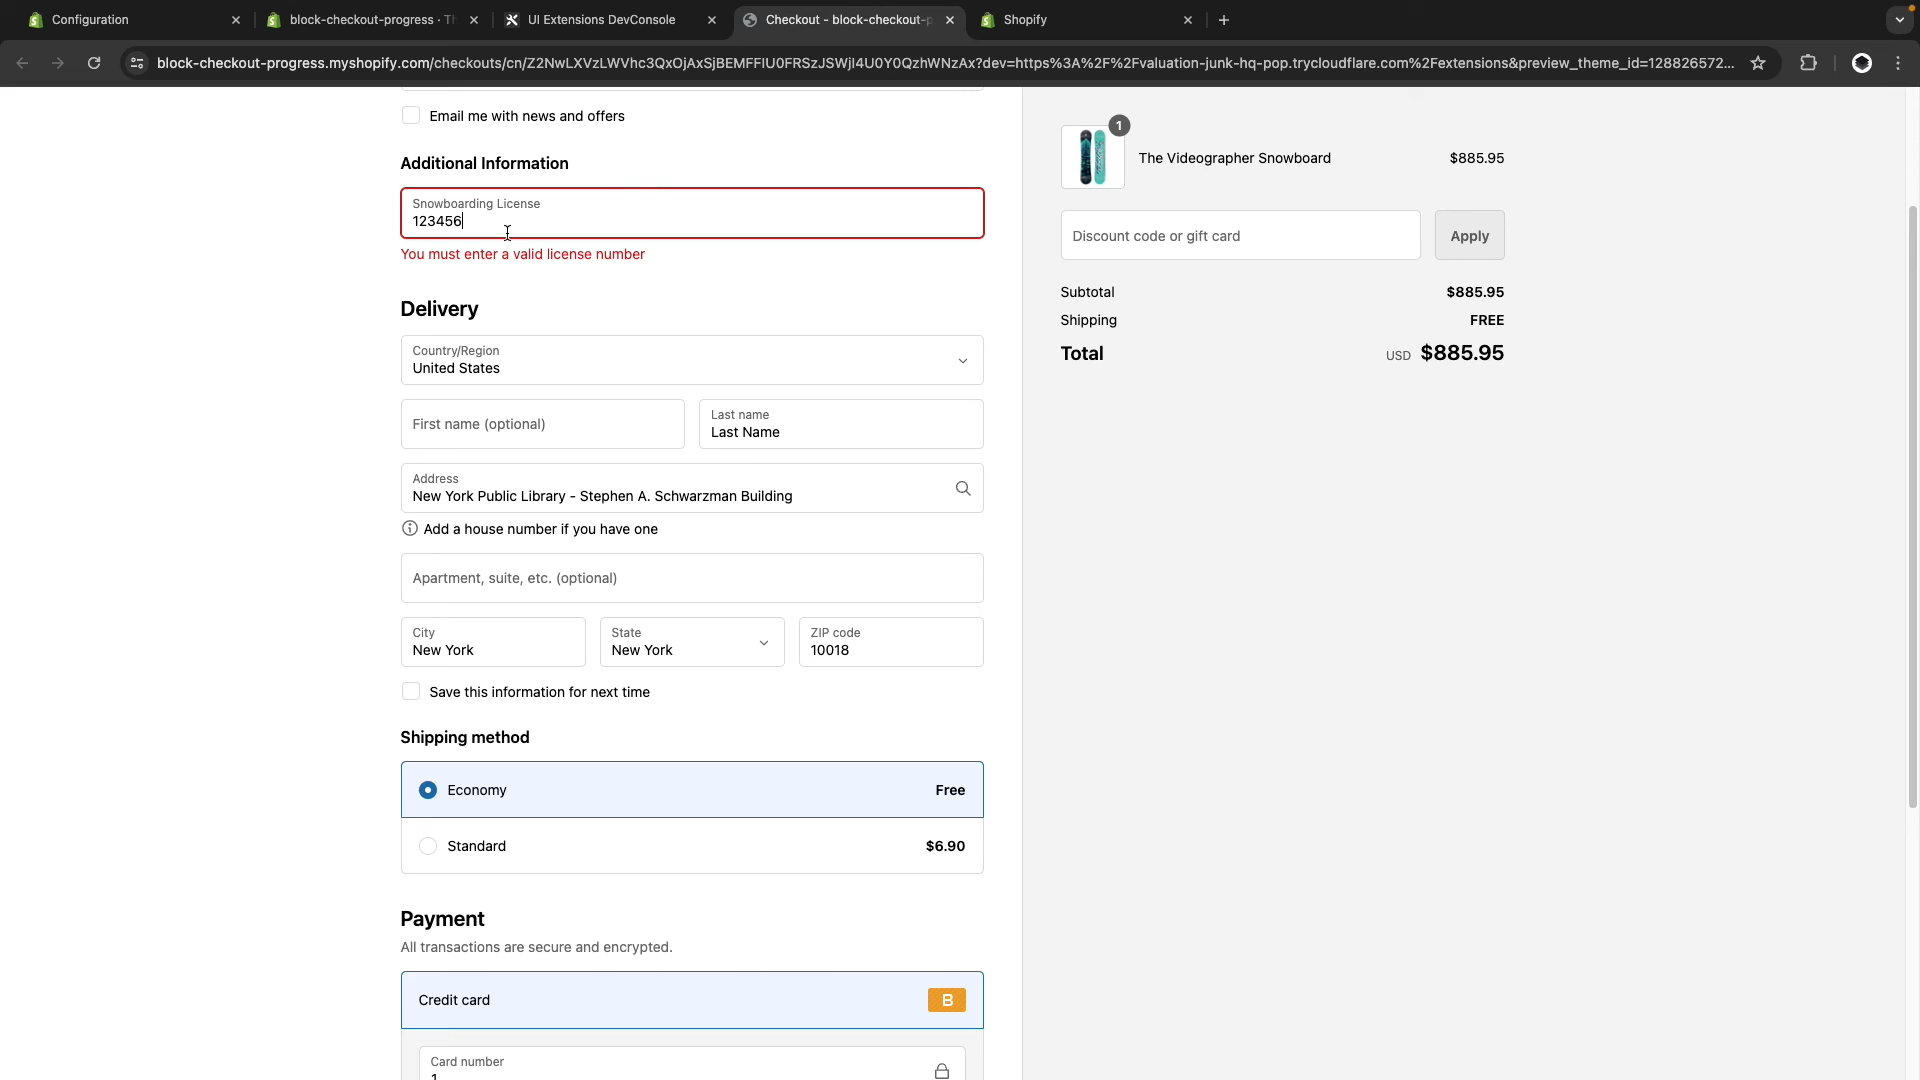 Configuration
block-checkout-progress · Th
UI Extensions DevConsole
Checkout - block-checkout-p
Shopify
block-checkout-progress.myshopify.com/checkouts/cn/Z2NwLXVzLWVhc3QxOjAxSjBEMFFIU0FRSzJSWjI4U0Y0QzhWNzAx?dev=https%3A%2F%2Fvaluation-junk-hq-pop.trycloudflare.com%2Fextensions&preview_theme_id=128826572...
Email me with news and offers
Additional Information
Snowboarding License
123456
You must enter a valid license number
Delivery
Country/Region
United States
First name (optional)
Last name
Last Name
Address
New York Public Library - Stephen A. Schwarzman Building
Add a house number if you have one
Apartment, suite, etc. (optional)
City
New York
State
New York
ZIP code
10018
Save this information for next time
Shipping method
Economy Free
Standard $6.90
Payment
All transactions are secure and encrypted.
Credit card B
Card number
1
1
The Videographer Snowboard $885.95
Discount code or gift card Apply
Subtotal $885.95
Shipping FREE
Total USD $885.95